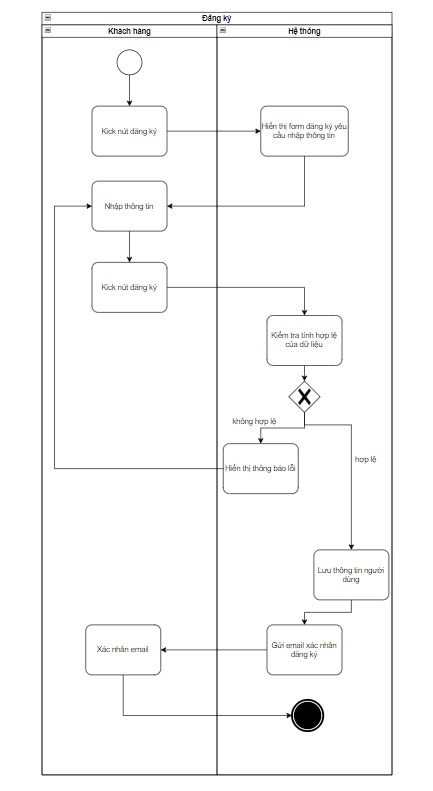 Đăng ký
Khách hàng
Hệ thóng
Kick nút đăng ký
Hiển thị form đăng ký yêu
cầu nhập thông tin
Nhập thông tin
Kick nút đăng ký
Kiểm tra tính hợp lệ
của dữ liệu
không hợp lệ
Hiển thị thông báo lỗi
hợp lệ
Lưu thông tin người
dùng
Gửi email xác nhận
đăng ký
Xác nhận email